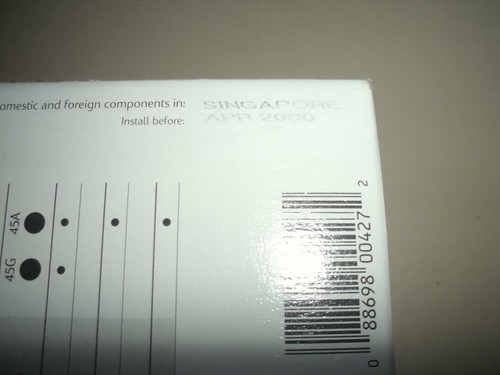 omestic and foreign components in: SINGAPORE
Install before: APR 2000
45A
45G
0 88698 00427 2